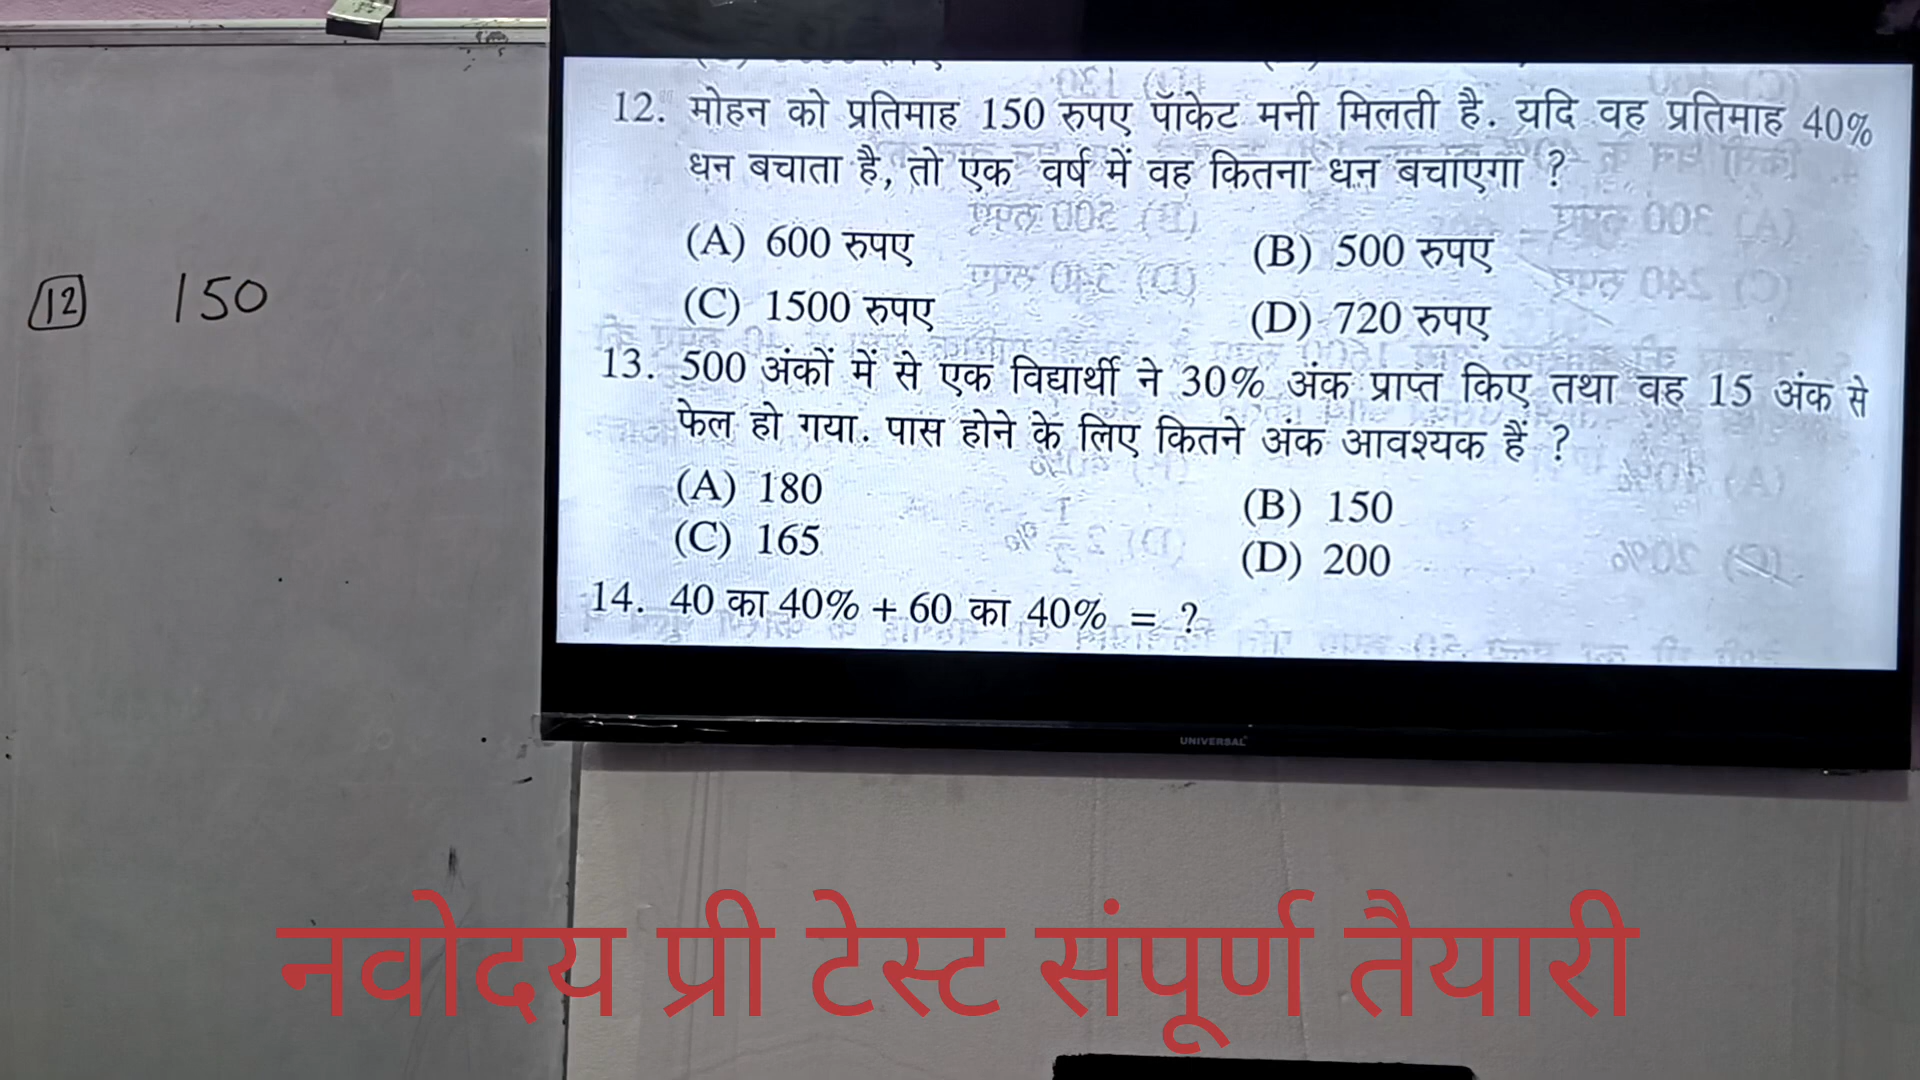 12. मोहन को प्रतिमाह 150 रुपए पॉकेट मनी मिलती है. यदि वह प्रतिमाह 40%
धन बचाता है, तो एक वर्ष में वह कितना धन बचाएगा ?
(A) 600 रुपए (B) 500 रुपए
(C) 1500 रुपए (D) 720 रुपए
13. 500 अंकों में से एक विद्यार्थी ने 30% अंक प्राप्त किए तथा वह 15 अंक से
फेल हो गया. पास होने के लिए कितने अंक आवश्यक हैं ?
(A) 180 (B) 150
(C) 165 (D) 200
14. 40 का 40% + 60 का 40% = ?
12 150
UNIVERSAL
नवोदय प्री टेस्ट संपूर्ण तैयारी